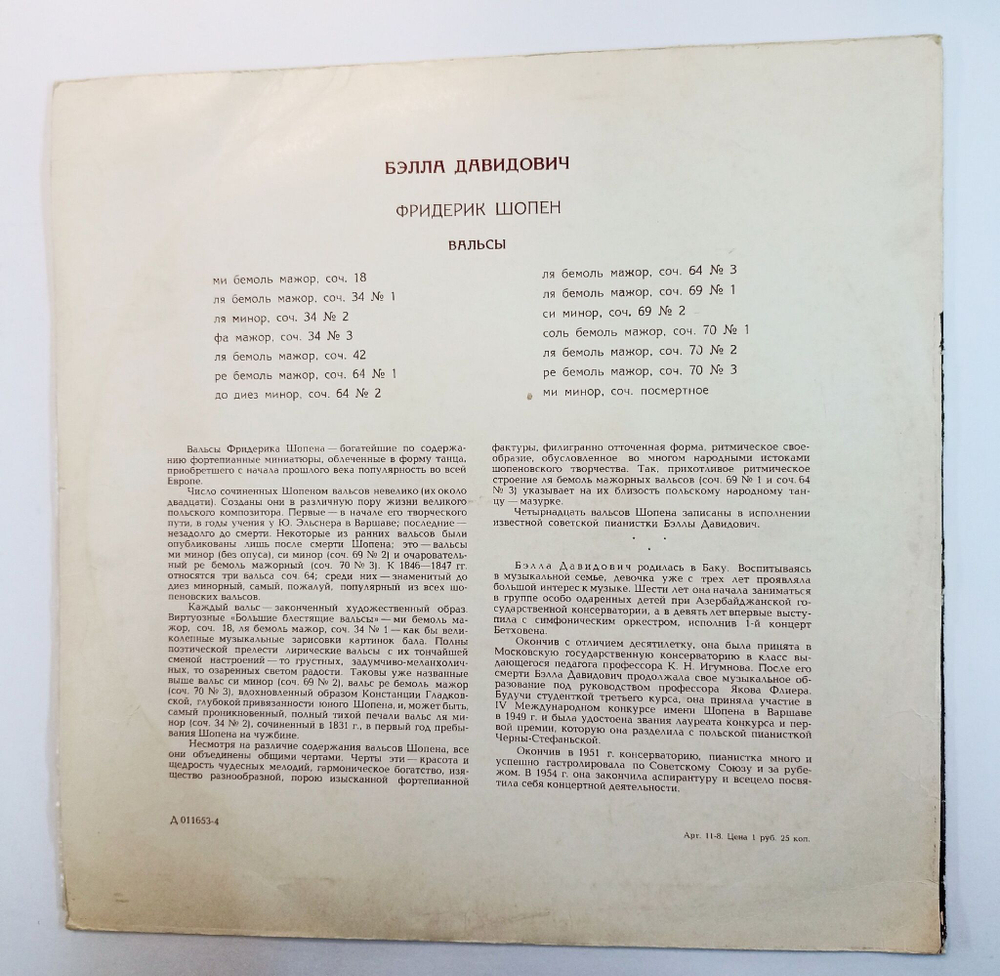 БЭЛЛА ДАВИДОВИЧ
ФРИДЕРИК ШОПЕН
ВАЛЬСЫ
ми бемоль мажор, соч. 18
ля бемоль мажор, соч. 34 № 1
ля минор, соч. 34 № 2
фа мажор, соч. 34 № 3
ля бемоль мажор, соч. 42
ре бемоль мажор, соч. 64 № 1
до диез минор, соч. 64 № 2
ля бемоль мажор, соч. 64 № 3
ля бемоль мажор, соч. 69 № 1
си минор, соч. 69 № 2
соль бемоль мажор, соч. 70 № 1
ля бемоль мажор, соч. 70 № 2
ре бемоль мажор, соч. 70 № 3
ми минор, соч. посмертное
Вальсы Фридерика Шопена — богатейшие по содержа-
нию фортепианные миниатюры, облеченные в форму танца,
приобретшего с начала прошлого века популярность во всей
Европе.
Число сочиненных Шопеном вальсов невелико (их около
двадцати). Созданы они в различную пору жизни великого
польского композитора. Первые — в начале его творческого
пути, в годы учения у Ю. Эльснера в Варшаве; последние —
незадолго до смерти. Некоторые из ранних вальсов были
опубликованы лишь после смерти Шопена; это — вальсы
ми минор (без опуса), си минор (соч. 69 № 2) и очарователь-
ный ре бемоль мажорный (соч. 70 № 3). К 1846—1847 гг.
относятся три вальса соч 64; среди них — знаменитый до
диез минорный, самый, пожалуй, популярный из всех шо-
пеновских вальсов.
Каждый вальс — законченный художественный образ.
Виртуозные «Большие блестящие вальсы» — ми бемоль ма-
жор, соч. 18, ля бемоль мажор, соч. 34 № 1 — как бы вели-
колепные музыкальные зарисовки картинок бала. Полны
поэтической прелести лирические вальсы с их тончайшей
сменой настроений — то грустных, задумчиво-меланхолич-
ных, то озаренных светом радости. Таковы уже названные
выше вальс си минор (соч. 69 № 2), вальс ре бемоль мажор
(соч. 70 № 3), вдохновленный образом Констанции Гладков-
ской, глубокой привязанности юного Шопена, и, может быть,
самый проникновенный, полный тихой печали вальс ля ми-
нор (соч. 34 № 2), сочиненный в 1831 г., в первый год пребы-
вания Шопена на чужбине.
Несмотря на различие содержания вальсов Шопена, все
они объединены общими чертами. Черты эти — красота и
щедрость чудесных мелодий, гармоническое богатство, изя-
щество разнообразной, порою изысканной фортепианной
фактуры, филигранно отточенная форма, ритмическое свое-
образие, обусловленное во многом народными истоками
шопеновского творчества. Так, прихотливое ритмическое
строение ля бемоль мажорных вальсов (соч. 69 № 1 и соч. 64
№ 3) указывает на их близость польскому народному тан-
цу — мазурке.
Четырнадцать вальсов Шопена записаны в исполнении
известной советской пианистки Бэллы Давидович.
Бэлла Давидович родилась в Баку. Воспитываясь
в музыкальной семье, девочка уже с трех лет проявляла
большой интерес к музыке. Шести лет она начала заниматься
в группе особо одаренных детей при Азербайджанской го-
сударственной консерватории, а в девять лет впервые высту-
пила с симфоническим оркестром, исполнив 1-й концерт
Бетховена.
Окончив с отличием десятилетку, она была принята в
Московскую государственную консерваторию в класс вы-
дающегося педагога профессора К. Н. Игумнова. После его
смерти Бэлла Давидович продолжала свое музыкальное об-
разование под руководством профессора Якова Флиера.
Будучи студенткой третьего курса, она приняла участие в
IV Международном конкурсе имени Шопена в Варшаве
в 1949 г. и была удостоена звания лауреата конкурса и пер-
вой премии, которую она разделила с польской пианисткой
Черны-Стефаньской.
Окончив в 1951 г. консерваторию, пианистка много и
успешно гастролировала по Советскому Союзу и за рубе-
жом. В 1954 г. она закончила аспирантуру и всецело посвя-
тила себя концертной деятельности.
Д 011653-4
Арт. 11-8. Цена 1 руб. 25 коп.